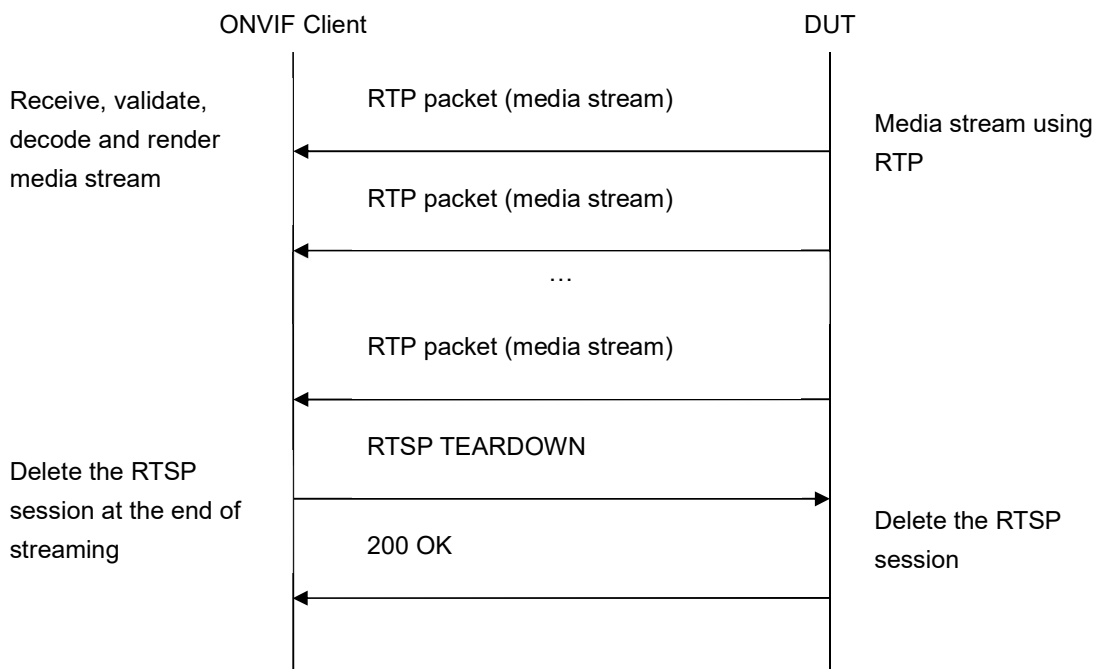 ONVIF Client
DUT
Receive, validate,
decode and render
media stream
RTP packet (media stream)
Media stream using
RTP
RTP packet (media stream)
…
RTP packet (media stream)
RTSP TEARDOWN
Delete the RTSP
session at the end of
streaming
200 OK
Delete the RTSP
session